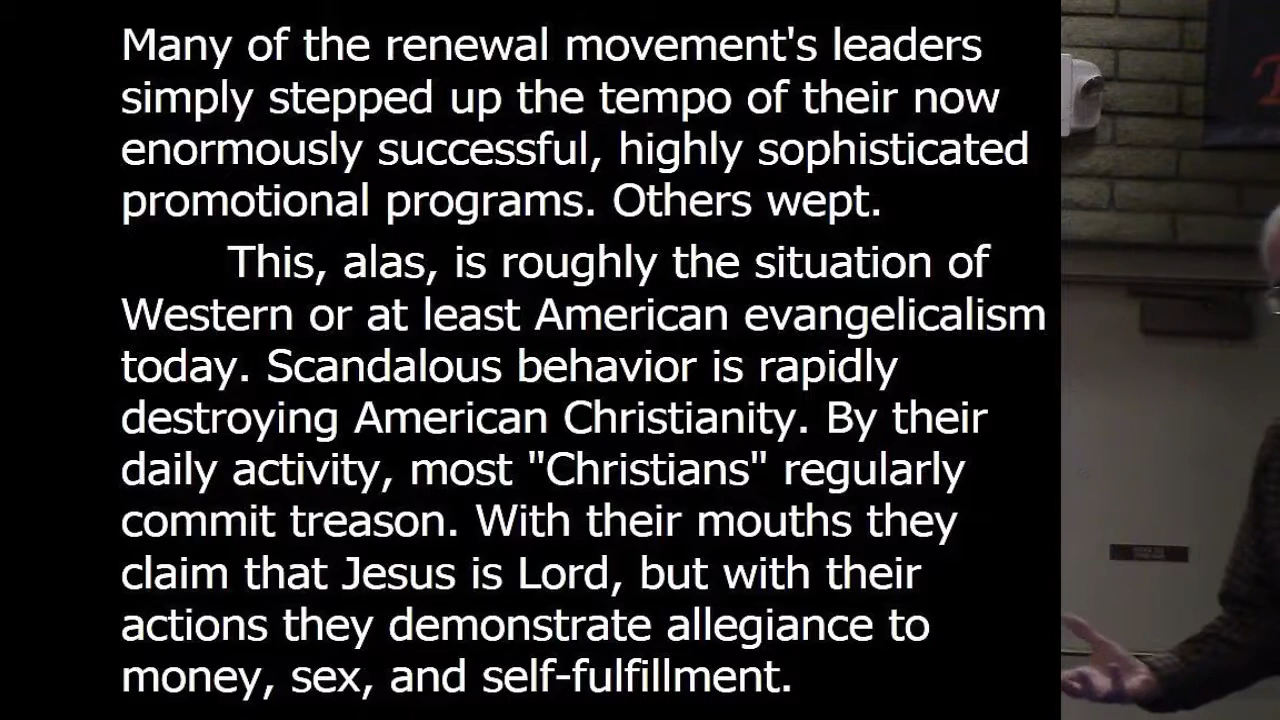 Many of the renewal movement's leaders
simply stepped up the tempo of their now
enormously successful, highly sophisticated
promotional programs. Others wept.
This, alas, is roughly the situation of
Western or at least American evangelicalism
today. Scandalous behavior is rapidly
destroying American Christianity. By their
daily activity, most "Christians" regularly
commit treason. With their mouths they
claim that Jesus is Lord, but with their
actions they demonstrate allegiance to
money, sex, and self-fulfillment.